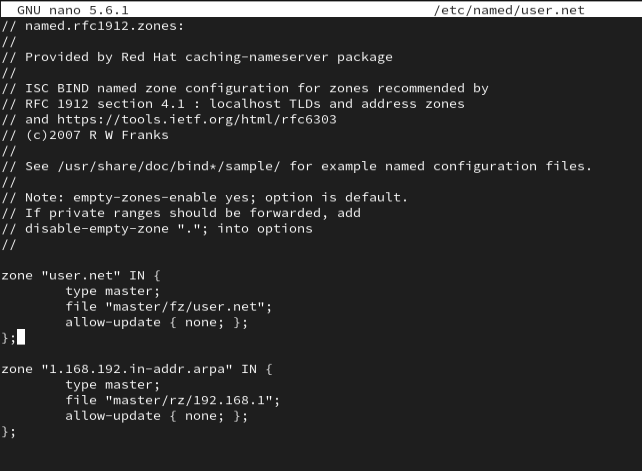 GNU nano 5.6.1 /etc/named/user.net
// named.rfc1912.zones:
//
// Provided by Red Hat caching-nameserver package
//
// ISC BIND named zone configuration for zones recommended by
// RFC 1912 section 4.1 : localhost TLDs and address zones
// and https://tools.ietf.org/html/rfc6303
// (c)2007 R W Franks
//
// See /usr/share/doc/bind*/sample/ for example named configuration files.
//
// Note: empty-zones-enable yes; option is default.
// If private ranges should be forwarded, add
// disable-empty-zone "."; into options
//
zone "user.net" IN {
type master;
file "master/fz/user.net";
allow-update { none; };
};
zone "1.168.192.in-addr.arpa" IN {
type master;
file "master/rz/192.168.1";
allow-update { none; };
};